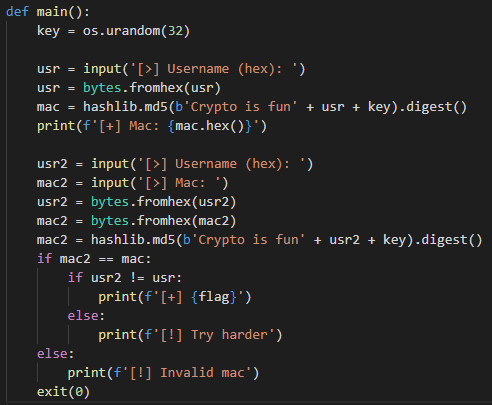 def main():
    key = os.urandom(32)

    usr = input('[>] Username (hex): ')
    usr = bytes.fromhex(usr)
    mac = hashlib.md5(b'Crypto is fun' + usr + key).digest()
    print(f'[+] Mac: {mac.hex()}')

    usr2 = input('[>] Username (hex): ')
    mac2 = input('[>] Mac: ')
    usr2 = bytes.fromhex(usr2)
    mac2 = bytes.fromhex(mac2)
    mac2 = hashlib.md5(b'Crypto is fun' + usr2 + key).digest()
    if mac2 == mac:
        if usr2 != usr:
            print(f'[+] {flag}')
        else:
            print(f'[!] Try harder')
    else:
        print(f'[!] Invalid mac')
    exit(0)